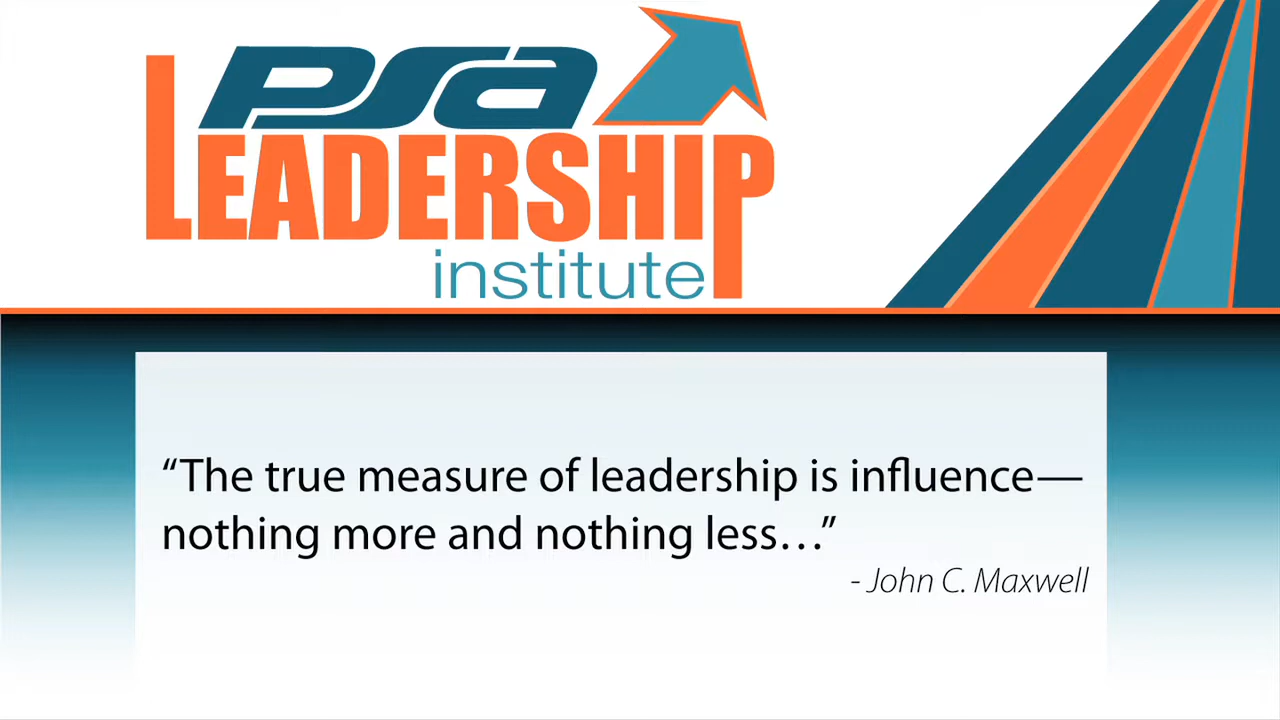 psa
LEADERSHIP
institute
“The true measure of leadership is influence—
nothing more and nothing less…”
- John C. Maxwell